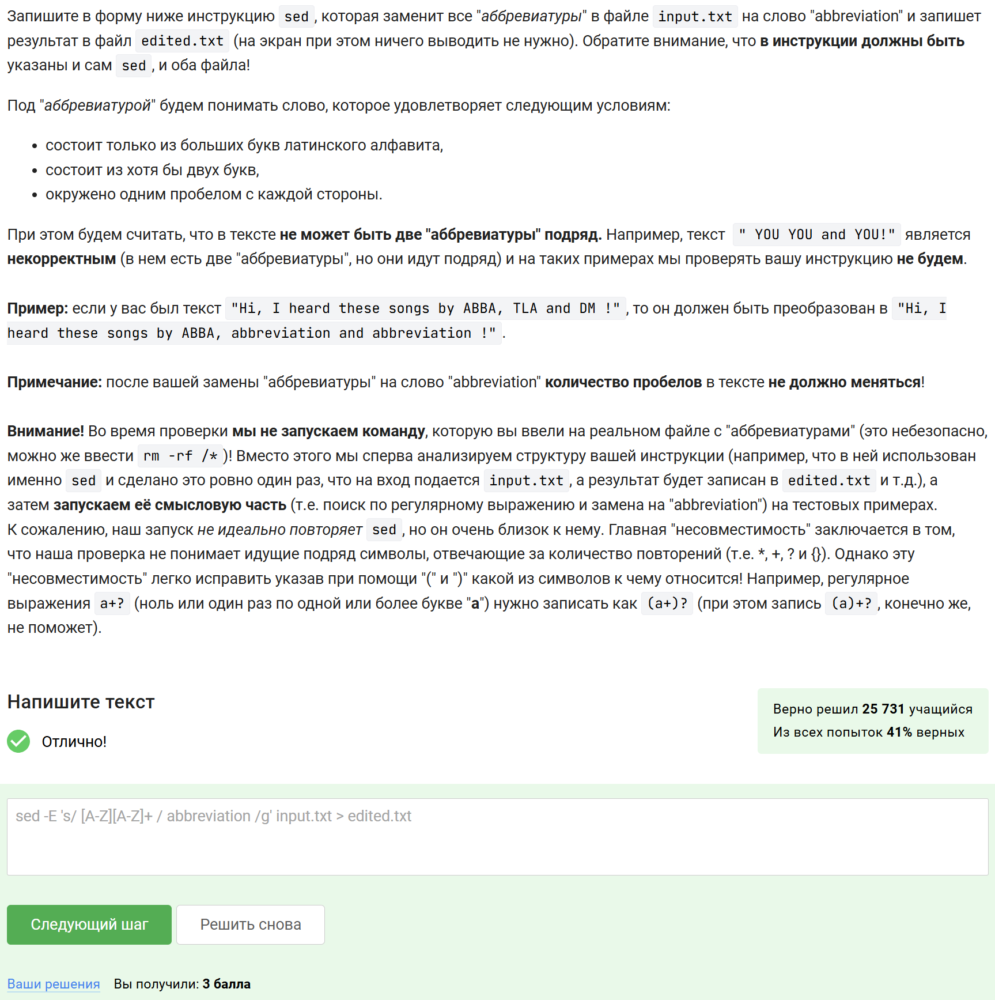 Запишите в форму ниже инструкцию sed, которая заменит все "аббревиатуры" в файле input.txt на слово "abbreviation" и запишет
результат в файл edited.txt (на экран при этом ничего выводить не нужно). Обратите внимание, что в инструкции должны быть
указаны и сам sed, и оба файла!
Под "аббревиатурой" будем понимать слово, которое удовлетворяет следующим условиям:
• состоит только из больших букв латинского алфавита,
• состоит из хотя бы двух букв,
• окружено одним пробелом с каждой стороны.
При этом будем считать, что в тексте не может быть две "аббревиатуры" подряд. Например, текст " YOU YOU and YOU!" является
некорректным (в нем есть две "аббревиатуры", но они идут подряд) и на таких примерах мы проверять вашу инструкцию не будем.
Пример: если у вас был текст "Hi, I heard these songs by ABBA, TLA and DM !", то он должен быть преобразован в "Hi, I
heard these songs by ABBA, abbreviation and abbreviation !".
Примечание: после вашей замены "аббревиатуры" на слово "abbreviation" количество пробелов в тексте не должно меняться!
Внимание! Во время проверки мы не запускаем команду, которую вы ввели на реальном файле с "аббревиатурами" (это небезопасно,
можно же ввести rm -rf /*)! Вместо этого мы сперва анализируем структуру вашей инструкции (например, что в ней использован
именно sed и сделано это ровно один раз, что на вход подается input.txt, а результат будет записан в edited.txt и т.д.), а
затем запускаем её смысловую часть (т.е. поиск по регулярному выражению и замена на "abbreviation") на тестовых примерах.
К сожалению, наш запуск не идеально повторяет sed, но он очень близок к нему. Главная "несовместимость" заключается в том,
что наша проверка не понимает идущие подряд символы, отвечающие за количество повторений (т.е. *, +, ? и {}). Однако эту
"несовместимость" легко исправить указав при помощи "(" и ")" какой из символов к чему относится! Например, регулярное
выражения a+? (ноль или один раз по одной или более букве "a") нужно записать как (a+)? (при этом запись (a)+?, конечно же,
не поможет).
Напишите текст
Верно решил 25 731 учащийся
Из всех попыток 41% верных
Отлично!
sed -E 's/ [A-Z][A-Z]+ / abbreviation /g' input.txt > edited.txt
Следующий шаг
Решить снова
Ваши решения Вы получили: 3 балла